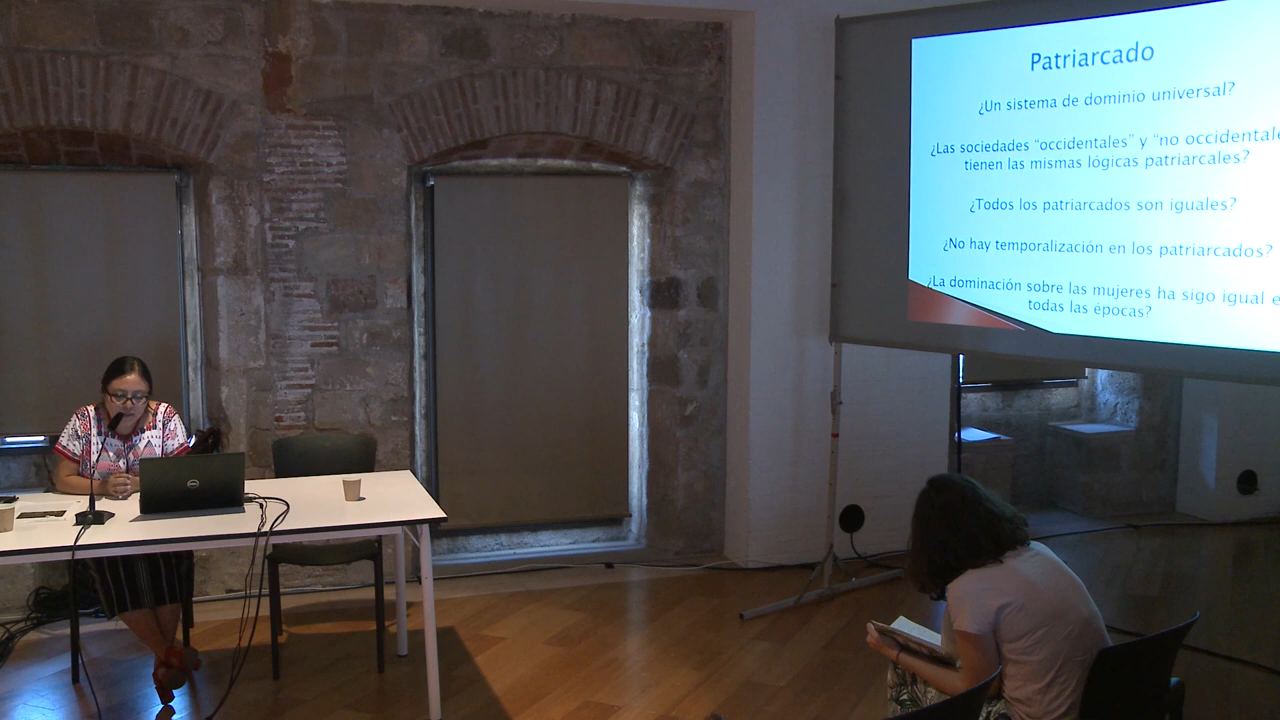 Patriarcado
¿Un sistema de dominio universal?
¿Las sociedades “occidentales” y “no occidentale
tienen las mismas lógicas patriarcales?
¿Todos los patriarcados son iguales?
¿No hay temporalización en los patriarcados?
¿La dominación sobre las mujeres ha sigo igual e
todas las épocas?
DELL